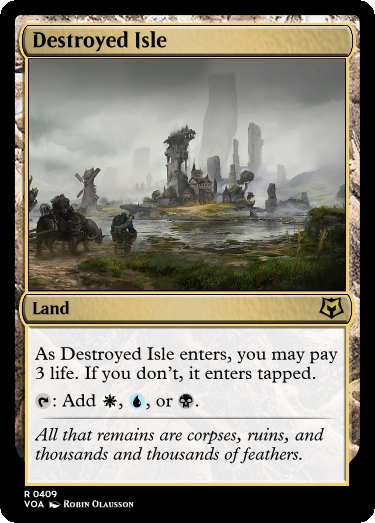 Destroyed Isle
Land
As Destroyed Isle enters, you may pay
3 life. If you don't, it enters tapped.
: Add , , or .
All that remains are corpses, ruins, and
thousands and thousands of feathers.
R 0409
VOA Robin Olausson